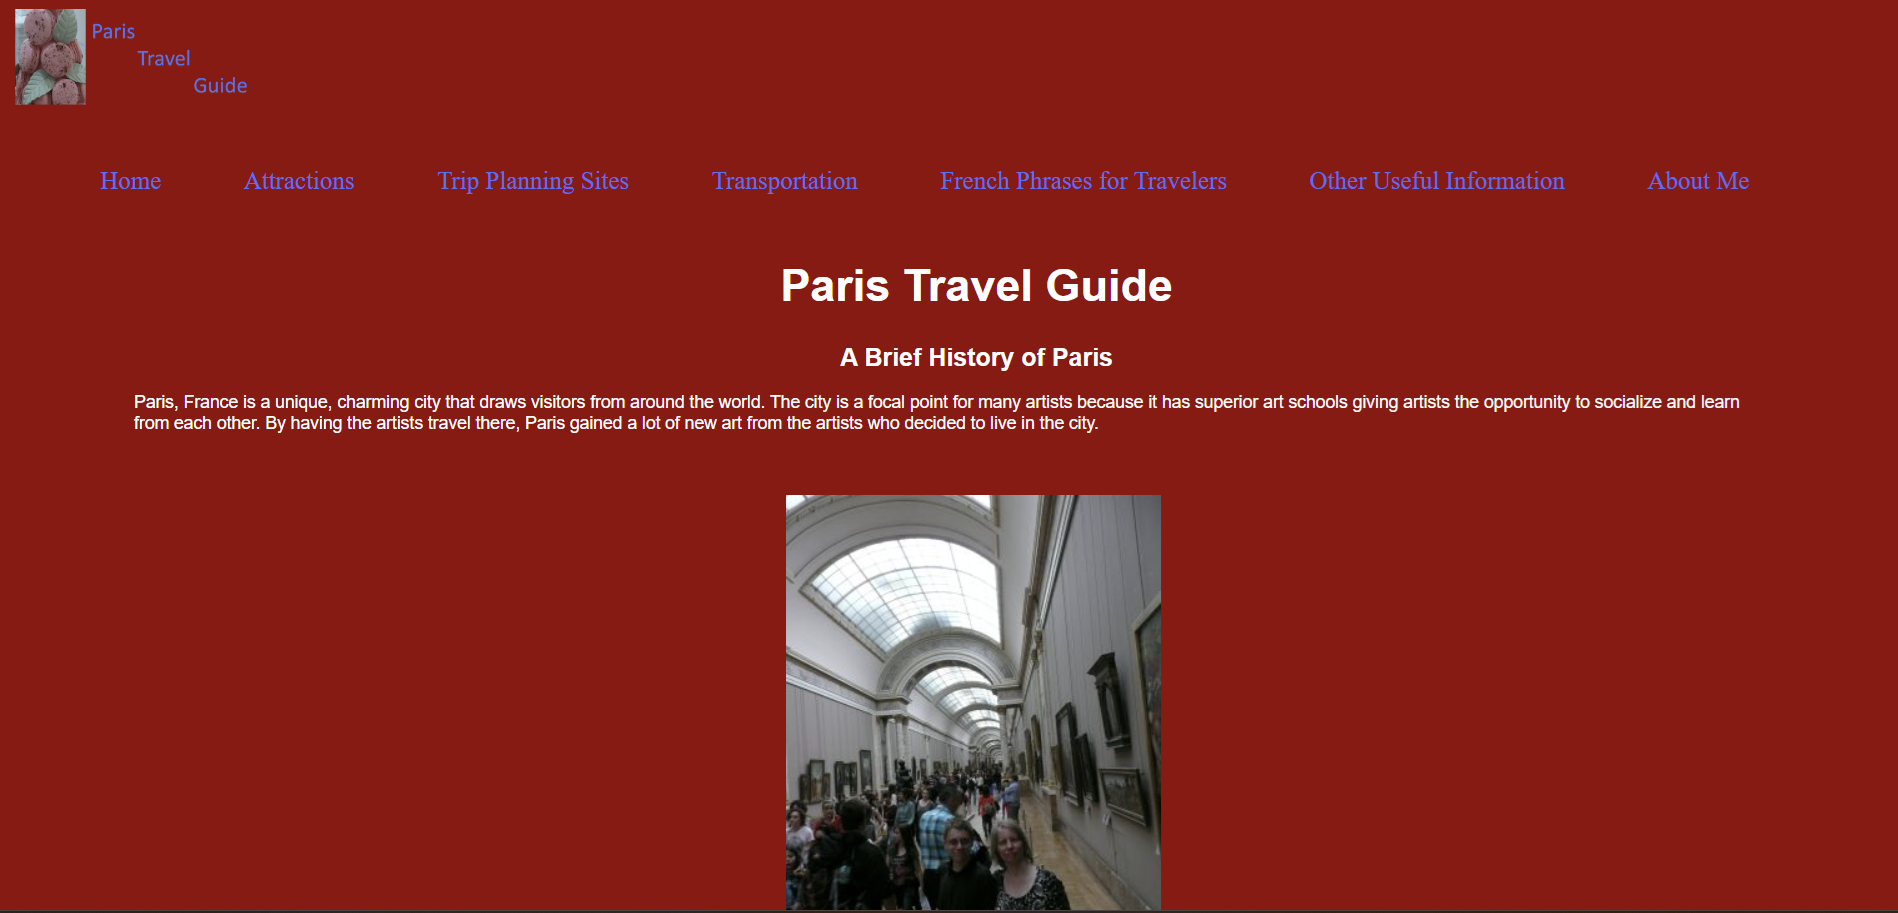 Paris
Travel
Guide
Home Attractions Trip Planning Sites Transportation French Phrases for Travelers Other Useful Information About Me
Paris Travel Guide
A Brief History of Paris
Paris, France is a unique, charming city that draws visitors from around the world. The city is a focal point for many artists because it has superior art schools giving artists the opportunity to socialize and learn
from each other. By having the artists travel there, Paris gained a lot of new art from the artists who decided to live in the city.